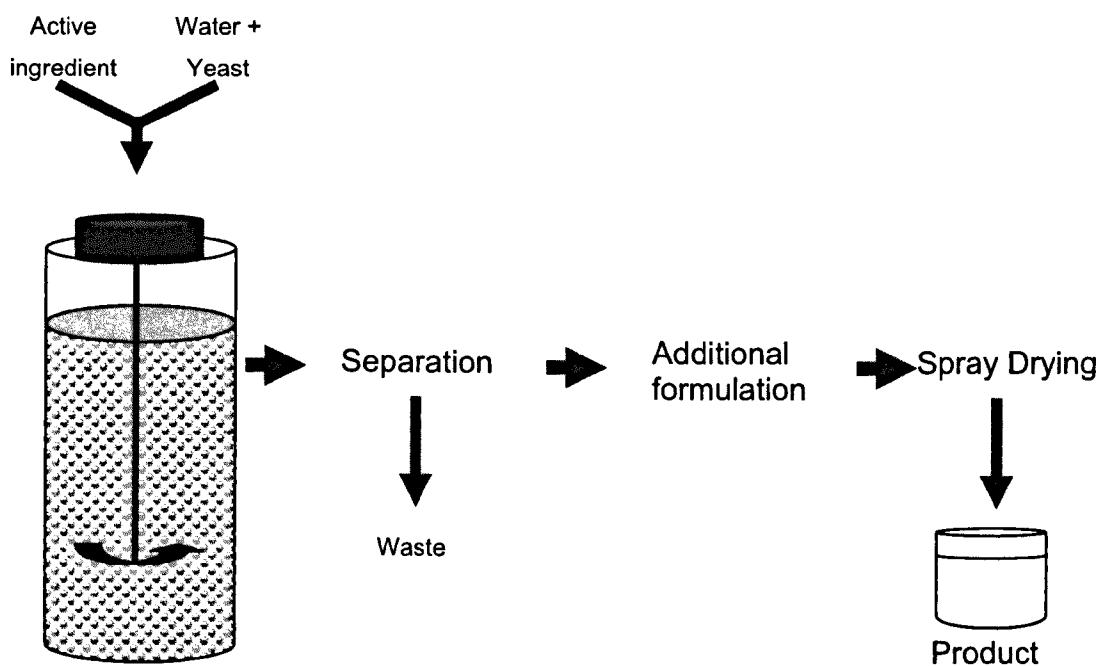 Active
ingredient
Water +
Yeast
Separation
Additional
formulation
Spray Drying
Waste
Product